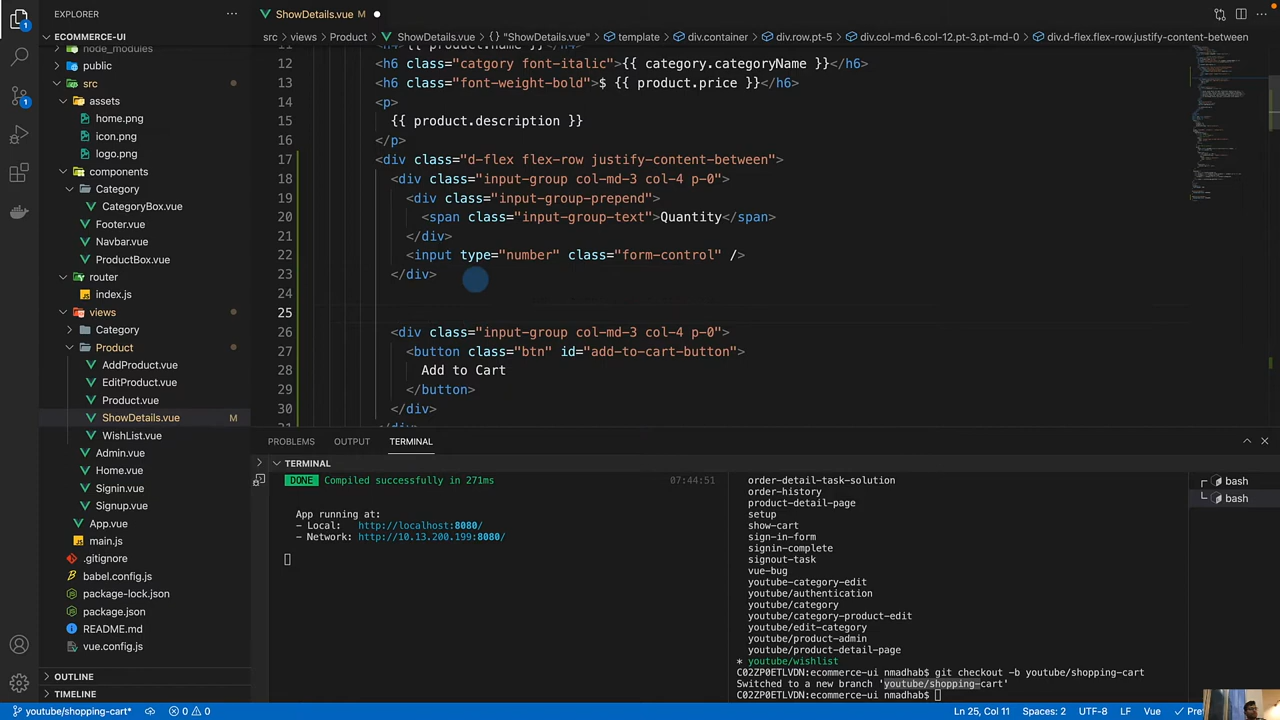 EXPLORER
ECOMMERCE-UI
node_modules
public
src
assets
home.png
icon.png
logo.png
components
Category
CategoryBox.vue
Footer.vue
Navbar.vue
ProductBox.vue
router
index.js
views
Category
Product
AddProduct.vue
EditProduct.vue
Product.vue
ShowDetails.vue M
WishList.vue
Admin.vue
Home.vue
Signin.vue
Signup.vue
App.vue
main.js
.gitignore
babel.config.js
package-lock.json
package.json
README.md
vue.config.js
OUTLINE
TIMELINE
ShowDetails.vue M
src > views > Product > ShowDetails.vue > {} "ShowDetails.vue" > template > div.container > div.row.pt-5 > div.col-md-6.col-12.pt-3.pt-md-0 > div.d-flex.flex-row.justify-content-between
11 <h4>{{ product.name }}</h4>
12 <h6 class="catgory font-italic">{{ category.categoryName }}</h6>
13 <h6 class="font-weight-bold">$ {{ product.price }}</h6>
14 <p>
15 {{ product.description }}
16 </p>
17 <div class="d-flex flex-row justify-content-between">
18 <div class="input-group col-md-3 col-4 p-0">
19 <div class="input-group-prepend">
20 <span class="input-group-text">Quantity</span>
21 </div>
22 <input type="number" class="form-control" />
23 </div>
24
25
26 <div class="input-group col-md-3 col-4 p-0">
27 <button class="btn" id="add-to-cart-button">
28 Add to Cart
29 </button>
30 </div>
</div>
PROBLEMS OUTPUT TERMINAL
TERMINAL
DONE Compiled successfully in 271ms 07:44:51
App running at:
- Local: http://localhost:8080/
- Network: http://10.13.200.199:8080/
order-detail-task-solution
order-history
product-detail-page
setup
show-cart
sign-in-form
signin-complete
signout-task
vue-bug
youtube-category-edit
youtube/authentication
youtube/category
youtube/category-product-edit
youtube/edit-category
youtube/product-admin
youtube/product-detail-page
* youtube/wishlist
C02ZP0ETLVDN:ecommerce-ui nmadhab$ git checkout -b youtube/shopping-cart
Switched to a new branch 'youtube/shopping-cart'
C02ZP0ETLVDN:ecommerce-ui nmadhab$
bash
bash
youtube/shopping-cart* 0 0 Ln 25, Col 11 Spaces: 2 UTF-8 LF Vue